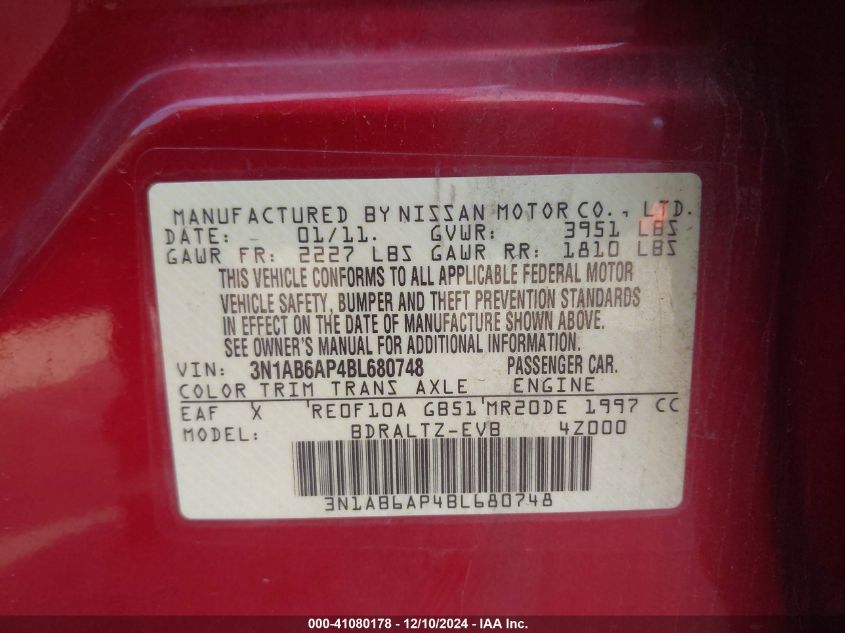 MANUFACTURED BY NISSAN MOTOR CO., LTD.
DATE: 01/11. GVWR: 3951 LBS
GAWR FR: 2227 LBS GAWR RR: 1810 LBS
THIS VEHICLE CONFORMS TO ALL APPLICABLE FEDERAL MOTOR
VEHICLE SAFETY, BUMPER AND THEFT PREVENTION STANDARDS
IN EFFECT ON THE DATE OF MANUFACTURE SHOWN ABOVE.
SEE OWNER'S MANUAL FOR ADDITIONAL INFORMATION.
VIN: 3N1AB6AP4BL680748 PASSENGER CAR.
COLOR TRIM TRANS AXLE ENGINE
EAF X 'RE0F10A GB51'MR20DE 1997 CC
MODEL: BDRALTZ-EVB 4Z000
3N1AB6AP4BL680748
000-41080178 - 12/10/2024 - IAA Inc.